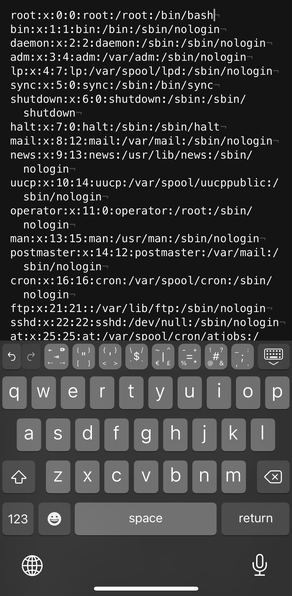 root:x:0:0:root:/root:/bin/bash¬
bin:x:1:1:bin:/bin:/sbin/nologin¬
daemon:x:2:2:daemon:/sbin:/sbin/nologin¬
adm:x:3:4:adm:/var/adm:/sbin/nologin¬
lp:x:4:7:lp:/var/spool/lpd:/sbin/nologin¬
sync:x:5:0:sync:/sbin:/bin/sync¬
shutdown:x:6:0:shutdown:/sbin:/sbin/
shutdown¬
halt:x:7:0:halt:/sbin:/sbin/halt¬
mail:x:8:12:mail:/var/mail:/sbin/nologin¬
news:x:9:13:news:/usr/lib/news:/sbin/
nologin¬
uucp:x:10:14:uucp:/var/spool/uucppublic:/
sbin/nologin¬
operator:x:11:0:operator:/root:/sbin/
nologin¬
man:x:13:15:man:/usr/man:/sbin/nologin¬
postmaster:x:14:12:postmaster:/var/mail:/
sbin/nologin¬
cron:x:16:16:cron:/var/spool/cron:/sbin/
nologin¬
ftp:x:21:21::/var/lib/ftp:/sbin/nologin¬
sshd:x:22:22:sshd:/dev/null:/sbin/nologin¬
at:x:25:25:at:/var/spool/cron/atjobs:/
q w e r t y u i o p
a s d f g h j k l
z x c v b n m
123 space return